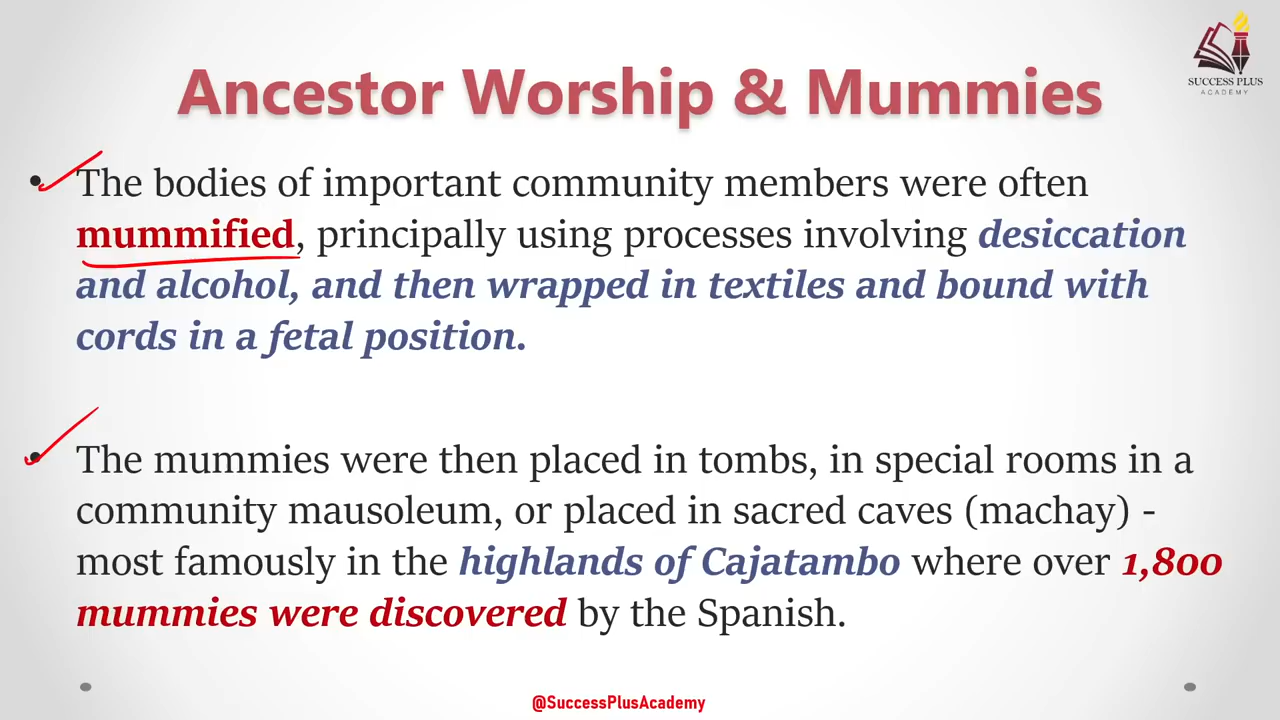 SUCCESS PLUS
ACADEMY
Ancestor Worship & Mummies
• The bodies of important community members were often
mummified, principally using processes involving desiccation
and alcohol, and then wrapped in textiles and bound with
cords in a fetal position.
• The mummies were then placed in tombs, in special rooms in a
community mausoleum, or placed in sacred caves (machay) -
most famously in the highlands of Cajatambo where over 1,800
mummies were discovered by the Spanish.
@SuccessPlusAcademy